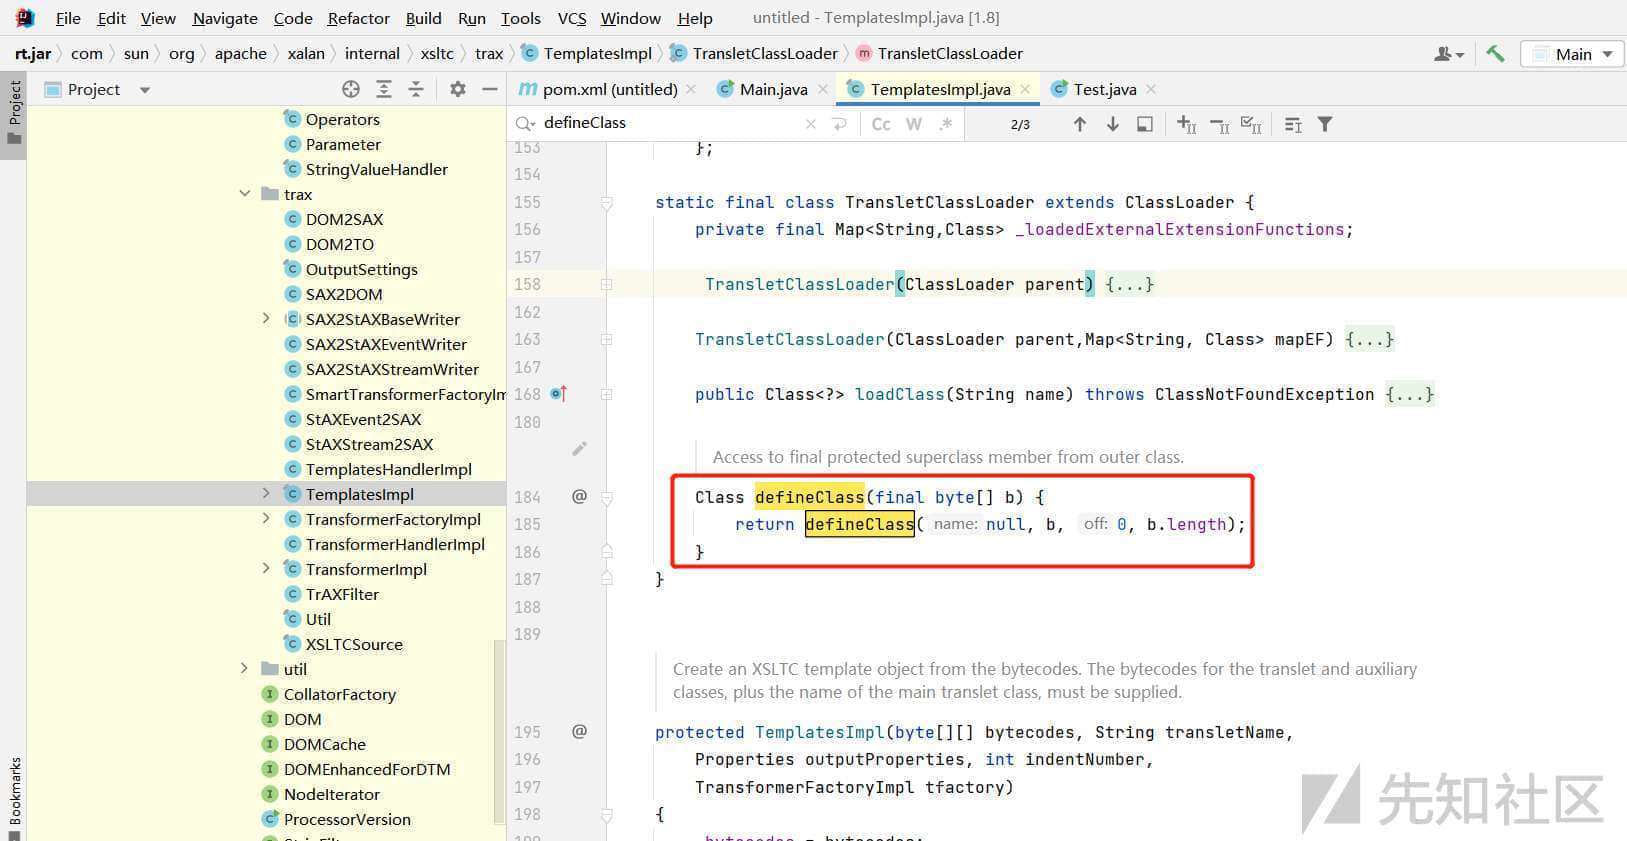 File Edit View Navigate Code Refactor Build Run Tools VCS Window Help untitled - TemplatesImpl.java [1.8]
rt.jar com sun org apache xalan internal xsltc trax TemplatesImpl TransletClassLoader TransletClassLoader Main
Project
pom.xml (untitled) Main.java TemplatesImpl.java Test.java
defineClass Cc W .* 2/3
Project
Operators
Parameter
StringValueHandler
trax
DOM2SAX
DOM2TO
OutputSettings
SAX2DOM
SAX2StAXBaseWriter
SAX2StAXEventWriter
SAX2StAXStreamWriter
SmartTransformerFactoryIm
StAXEvent2SAX
StAXStream2SAX
TemplatesHandlerImpl
TemplatesImpl
TransformerFactoryImpl
TransformerHandlerImpl
TransformerImpl
TrAXFilter
Util
XSLTCSource
util
CollatorFactory
DOM
DOMCache
DOMEnhancedForDTM
NodeIterator
ProcessorVersion
Bookmarks
153 };
154
155 static final class TransletClassLoader extends ClassLoader {
156 private final Map<String,Class> _loadedExternalExtensionFunctions;
157
158 TransletClassLoader(ClassLoader parent) {...}
162
163 TransletClassLoader(ClassLoader parent,Map<String, Class> mapEF) {...}
167
168 public Class<?> loadClass(String name) throws ClassNotFoundException {...}
180
Access to final protected superclass member from outer class.
184 @ Class defineClass(final byte[] b) {
185 return defineClass( name: null, b, off: 0, b.length);
186 }
187 }
188
189
Create an XSLTC template object from the bytecodes. The bytecodes for the translet and auxiliary
classes, plus the name of the main translet class, must be supplied.
195 @ protected TemplatesImpl(byte[][] bytecodes, String transletName,
196 Properties outputProperties, int indentNumber,
197 TransformerFactoryImpl tfactory)
198 {
_bytecodes = bytecodes;
先知社区